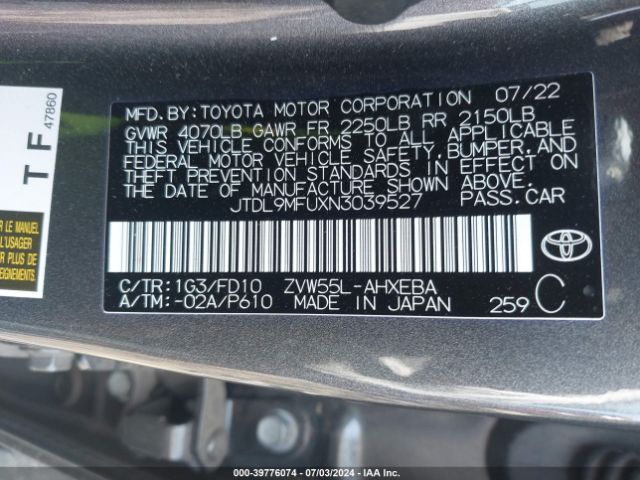 MFD. BY: TOYOTA MOTOR CORPORATION 07/22
GVWR 4070LB GAWR FR 2250LB RR 2150LB
THIS VEHICLE CONFORMS TO ALL APPLICABLE
FEDERAL MOTOR VEHICLE SAFETY, BUMPER, AND
THEFT PREVENTION STANDARDS IN EFFECT ON
THE DATE OF MANUFACTURE SHOWN ABOVE.
JTDL9MFUXN3039527 PASS.CAR
C/TR: 1G3/FD10 ZVW55L-AHXEBA
A/TM: -02A/P610 MADE IN JAPAN 259 C
TOYOTA
47860
T F
LE MANUEL
L'USAGER
000-39776074 | 07/03/2024 | IAA Inc.